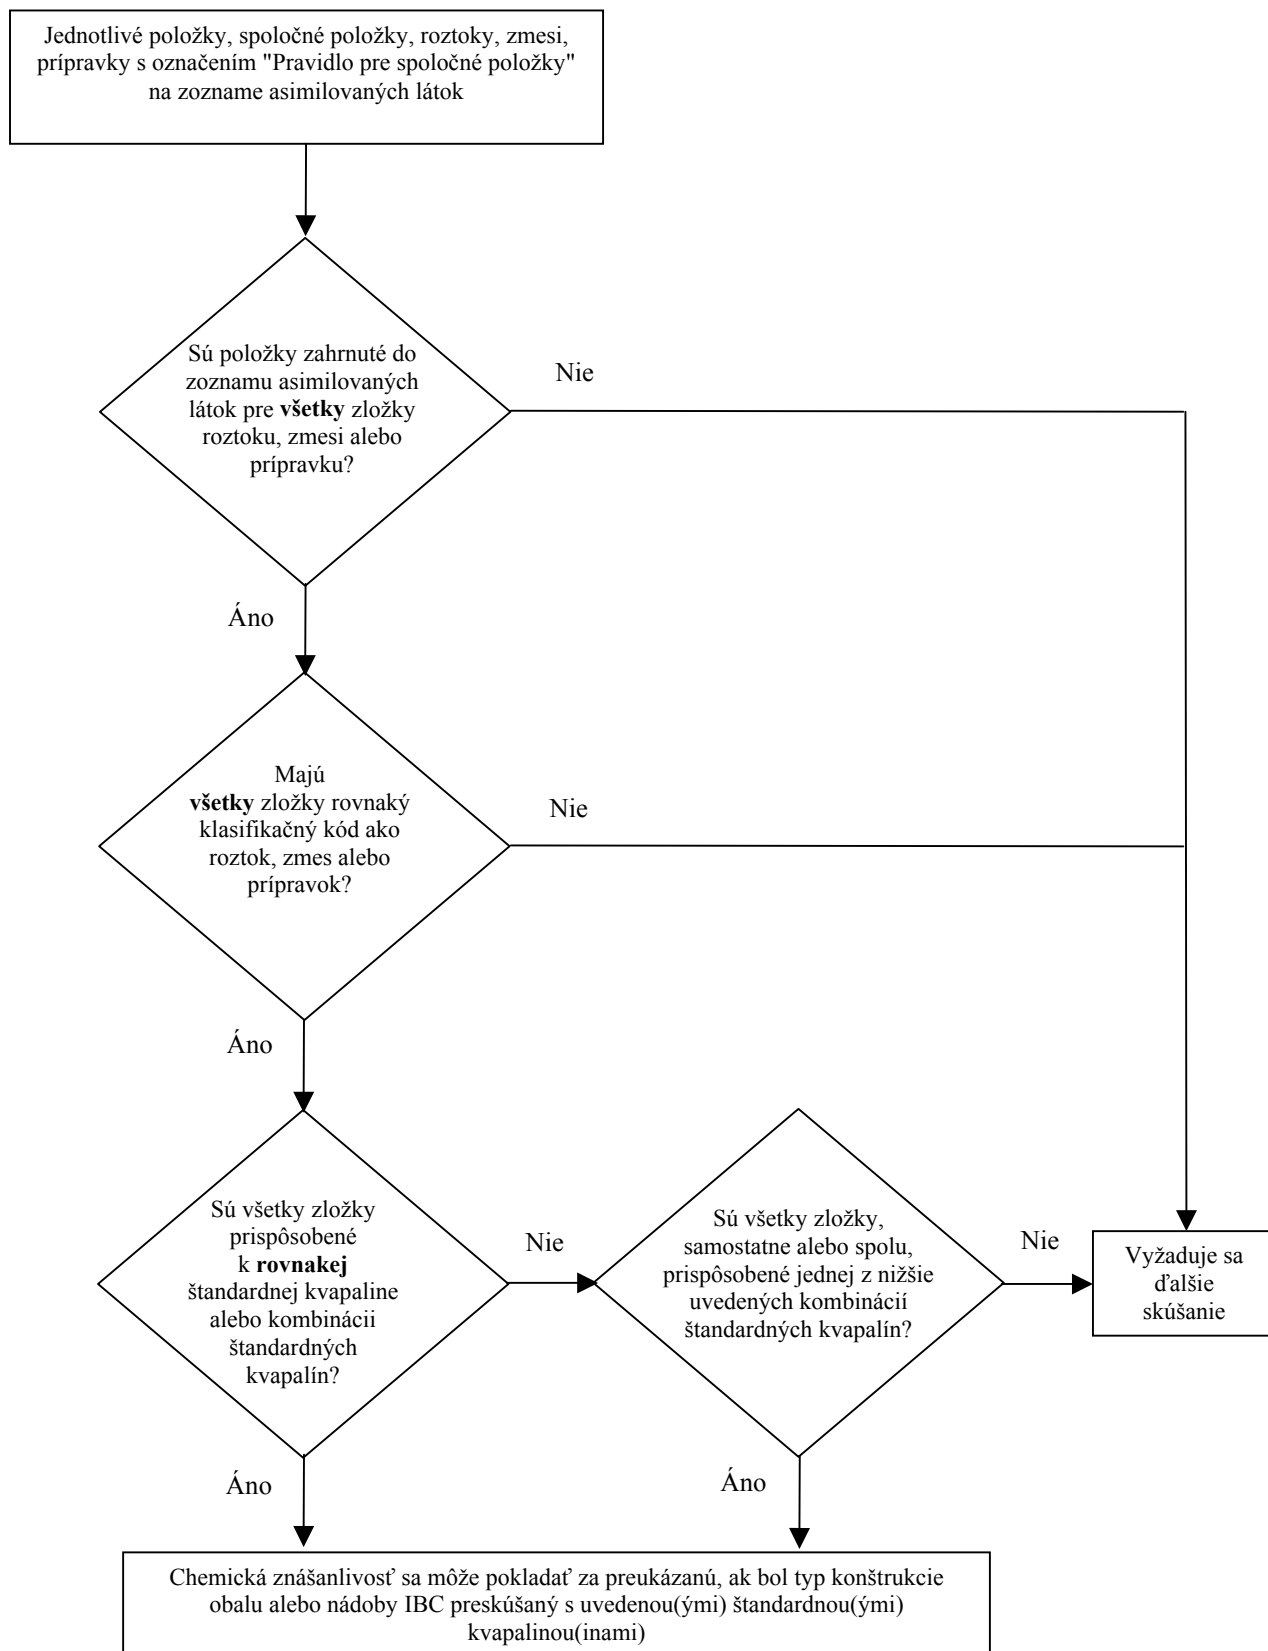 Jednotlivé položky, spoločné položky, roztoky, zmesi,
prípravky s označením "Pravidlo pre spoločné položky"
na zozname asimilovaných látok
Sú položky zahrnuté do
zoznamu asimilovaných
látok pre všetky zložky
roztoku, zmesi alebo
prípravku?
Nie
Áno
Majú
všetky zložky rovnaký
klasifikačný kód ako
roztok, zmes alebo
prípravok?
Nie
Áno
Sú všetky zložky
prispôsobené
k rovnakej
štandardnej kvapaline
alebo kombinácii
štandardných
kvapalín?
Nie
Sú všetky zložky,
samostatne alebo spolu,
prispôsobené jednej z nižšie
uvedených kombinácií
štandardných kvapalín?
Nie
Vyžaduje sa
ďalšie
skúšanie
Áno
Áno
Chemická znášanlivosť sa môže pokladať za preukázanú, ak bol typ konštrukcie
obalu alebo nádoby IBC preskúšaný s uvedenou(ými) štandardnou(ými)
kvapalinou(inami)